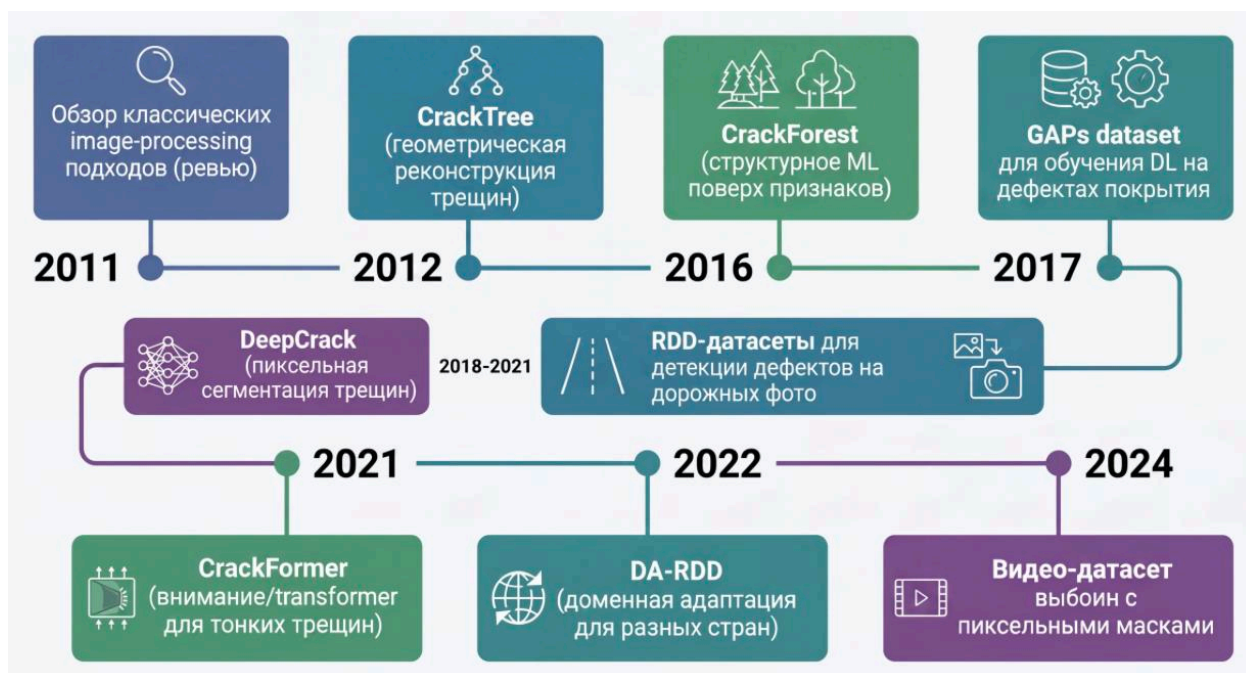 Обзор классических
image-processing
подходов (ревью)
CrackTree
(геометрическая
реконструкция
трещин)
CrackForest
(структурное ML
поверх признаков)
GAPs dataset
для обучения DL на
дефектах покрытия
2011
2012
2016
2017
DeepCrack
(пиксельная
сегментация трещин)
2018-2021
RDD-датасеты для
детекции дефектов на
дорожных фото
2021
2022
2024
CrackFormer
(внимание/transformer
для тонких трещин)
DA-RDD
(доменная адаптация
для разных стран)
Видео-датасет
выбоин с
пиксельными масками